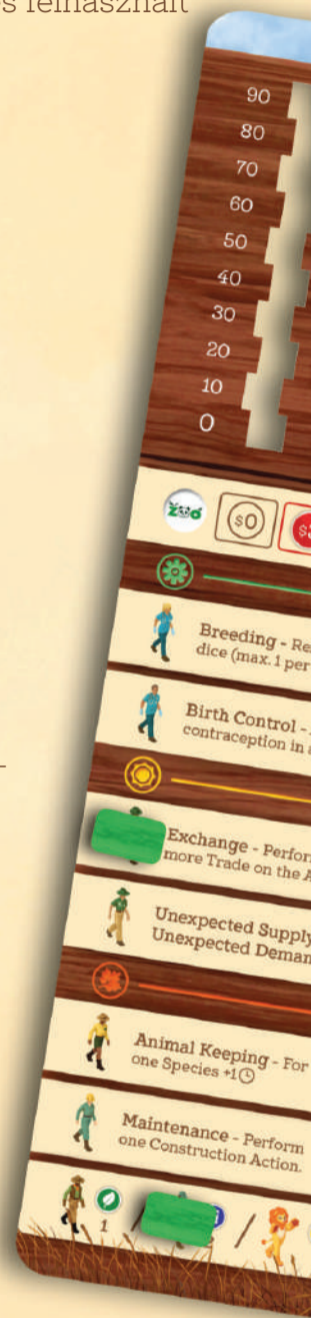 felhasznált
90
80
70
60
50
40
30
20
10
0
ZOO
$0
Breeding - Re
dice (max. 1 per
Birth Control -
contraception in a
Exchange - Perfor
more Trade on the A
Unexpected Supply
Unexpected Deman
Animal Keeping - For
one Species +1
Maintenance - Perform
one Construction Action.
1